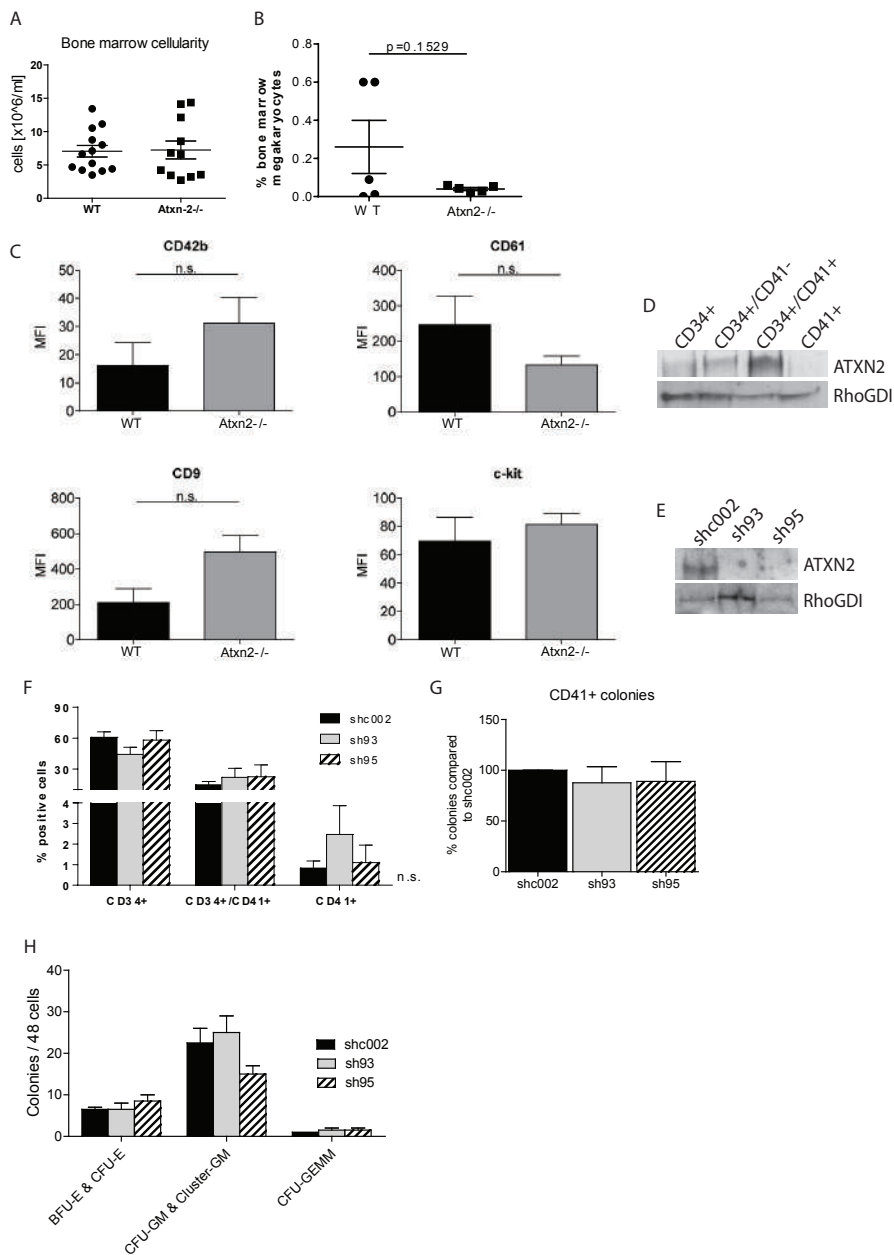 A
Bone marrow cellularity
cells [x10^6/ml]
20
15
10
5
0
WT
Atxn-2-/-
B
p=0.1529
% bone marrow
megakaryocytes
0.8
0.6
0.4
0.2
0.0
W T
Atxn2-/-
C
CD42b
n.s.
MFI
50
40
30
20
10
0
WT
Atxn2-/-
CD61
n.s.
MFI
400
300
200
100
0
WT
Atxn2-/-
CD9
n.s.
MFI
800
600
400
200
0
WT
Atxn2-/-
c-kit
MFI
100
80
60
40
20
0
WT
Atxn2-/-
D
CD34+
CD34+/CD41-
CD34+/CD41+
CD41+
ATXN2
RhoGDI
E
shc002
sh93
sh95
ATXN2
RhoGDI
F
% positive cells
90
60
30
4
3
2
1
0
shc002
sh93
sh95
C D3 4+
C D3 4+/C D4 1+
C D4 1+
n.s.
G
CD41+ colonies
% colonies compared
to shc002
150
100
50
0
shc002
sh93
sh95
H
Colonies / 48 cells
40
30
20
10
0
shc002
sh93
sh95
BFU-E & CFU-E
CFU-GM & Cluster-GM
CFU-GEMM